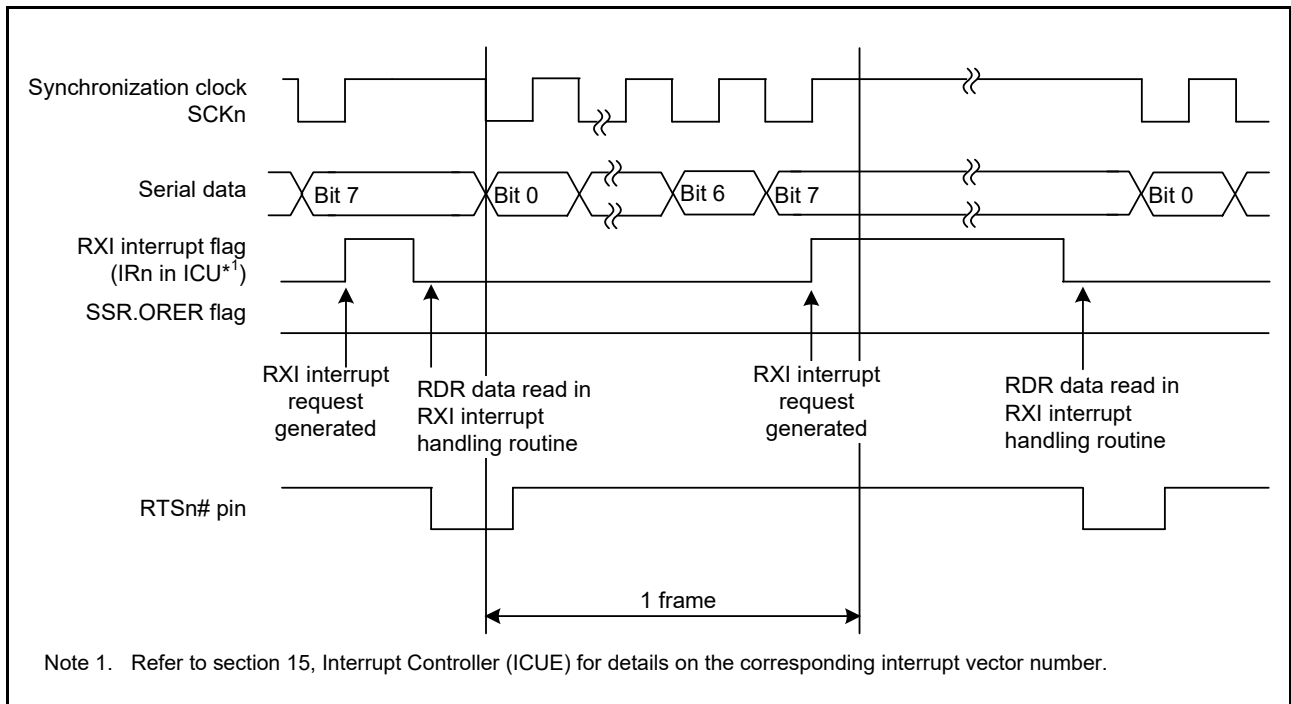 Synchronization clock
SCKn
Serial data
Bit 7
Bit 0
Bit 6
Bit 7
Bit 0
RXI interrupt flag
(IRn in ICU*1)
SSR.ORER flag
RXI interrupt
request
generated
RDR data read in
RXI interrupt
handling routine
RXI interrupt
request
generated
RDR data read in
RXI interrupt
handling routine
RTSn# pin
1 frame
Note 1. Refer to section 15, Interrupt Controller (ICUE) for details on the corresponding interrupt vector number.